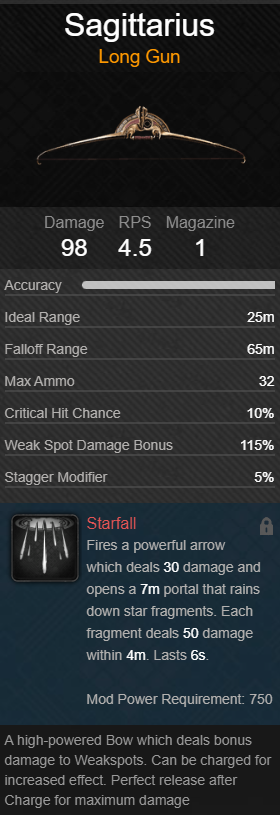 Sagittarius
Long Gun
Damage RPS Magazine
98 4.5 1
Accuracy
Ideal Range 25m
Falloff Range 65m
Max Ammo 32
Critical Hit Chance 10%
Weak Spot Damage Bonus 115%
Stagger Modifier 5%
Starfall
Fires a powerful arrow
which deals 30 damage and
opens a 7m portal that rains
down star fragments. Each
fragment deals 50 damage
within 4m. Lasts 6s.
Mod Power Requirement: 750
A high-powered Bow which deals bonus
damage to Weakspots. Can be charged for
increased effect. Perfect release after
Charge for maximum damage